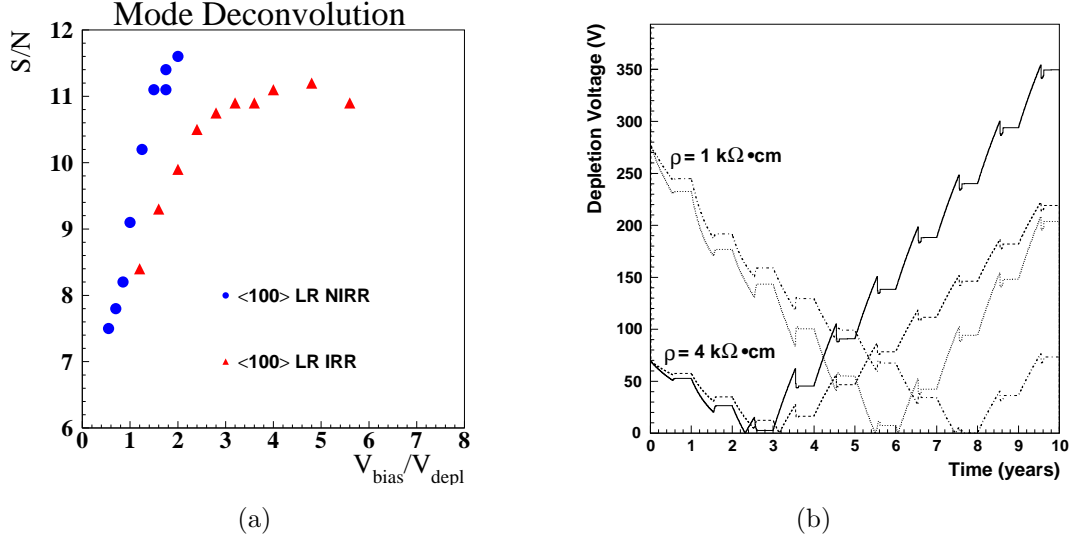 Mode Deconvolution
S/N
12
11
10
9
8
7
6
<100> LR NIRR
<100> LR IRR
0 1 2 3 4 5 6 7 8
V_bias/V_depl
(a)
Depletion Voltage (V)
350
300
250
200
150
100
50
0
ρ = 1 kΩ•cm
ρ = 4 kΩ•cm
0 1 2 3 4 5 6 7 8 9 10
Time (years)
(b)